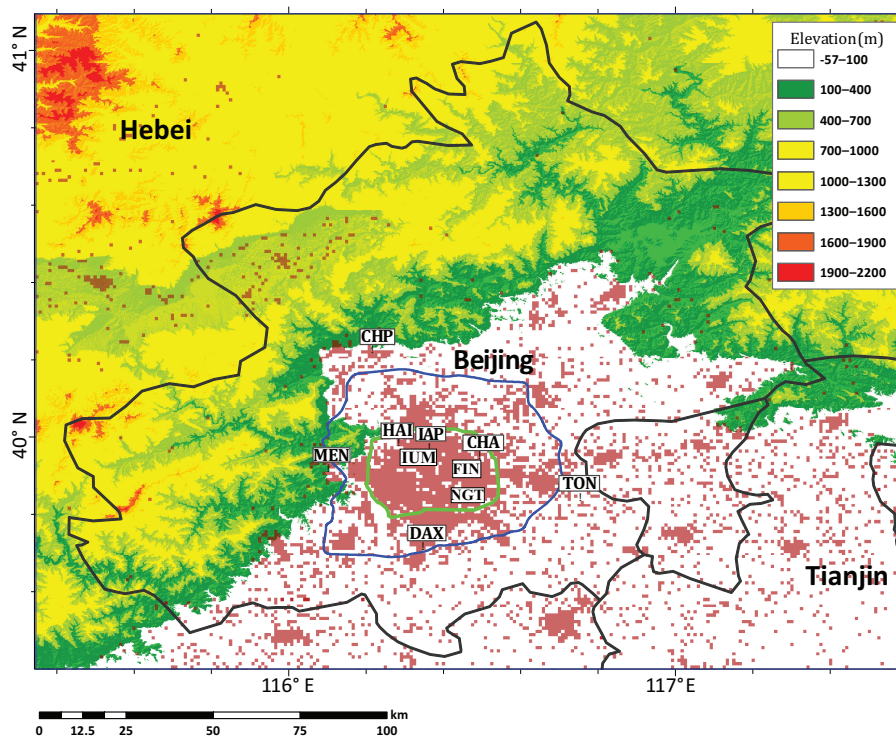 41° N
Elevation(m)
-57–100
100–400
400–700
700–1000
1000–1300
1300–1600
1600–1900
1900–2200
Hebei
CHP
Beijing
40° N
HAI
IAP
CHA
MEN
IUM
FIN
TON
NGT
DAX
Tianjin
116° E
117° E
km
0 12.5 25 50 75 100